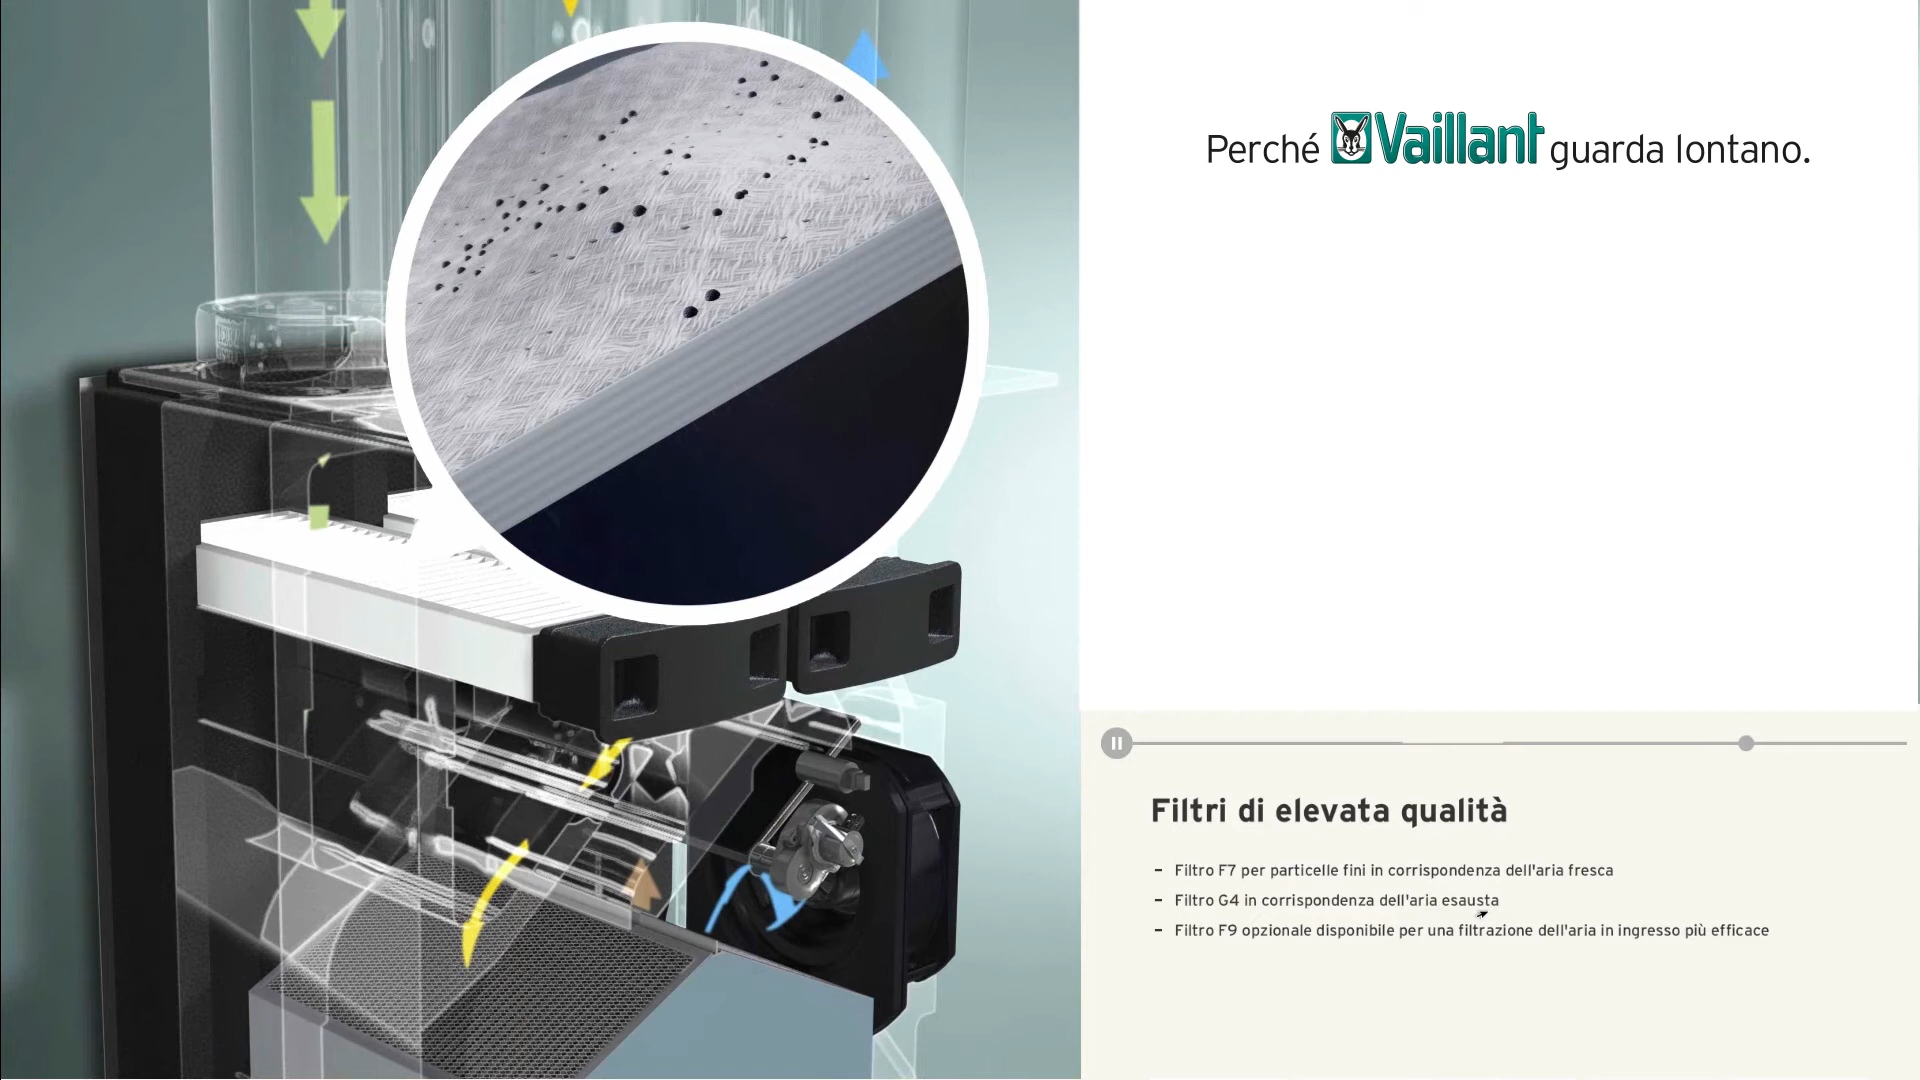 Perché Vaillant guarda lontano.
Filtri di elevata qualità
– Filtro F7 per particelle fini in corrispondenza dell'aria fresca
– Filtro G4 in corrispondenza dell'aria esausta
– Filtro F9 opzionale disponibile per una filtrazione dell'aria in ingresso più efficace